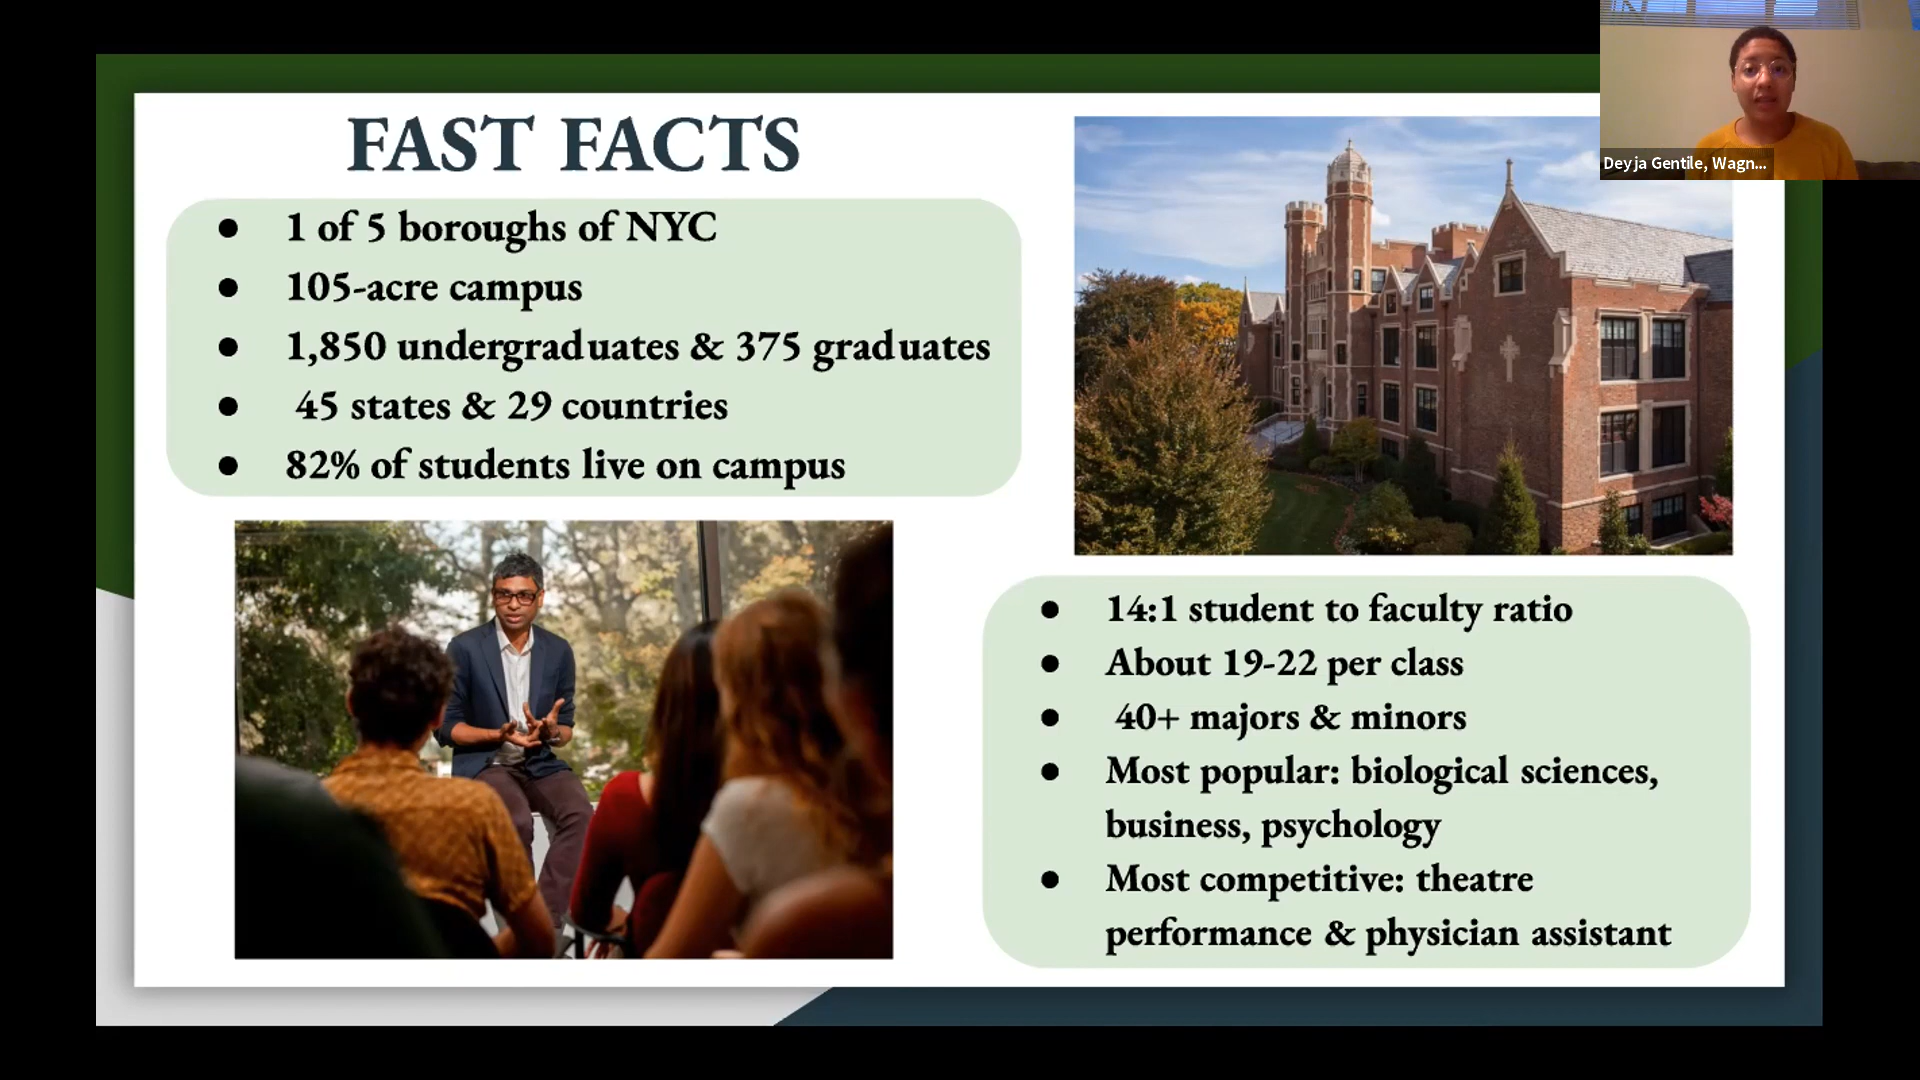 FAST FACTS
● 1 of 5 boroughs of NYC
● 105-acre campus
● 1,850 undergraduates & 375 graduates
● 45 states & 29 countries
● 82% of students live on campus
Deyja Gentile, Wagn...
● 14:1 student to faculty ratio
● About 19-22 per class
● 40+ majors & minors
● Most popular: biological sciences,
business, psychology
● Most competitive: theatre
performance & physician assistant